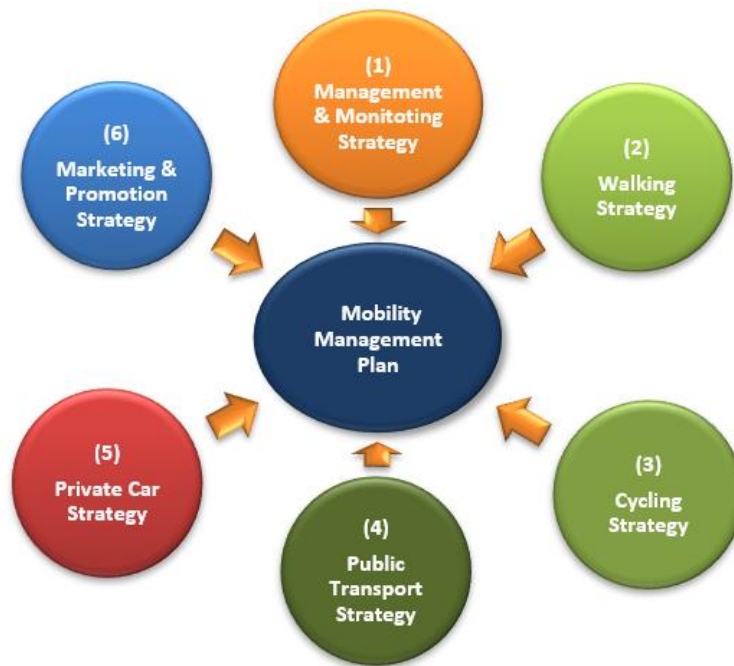 (1)
Management
& Monitoting
Strategy
(2)
Walking
Strategy
(3)
Cycling
Strategy
(4)
Public
Transport
Strategy
(5)
Private Car
Strategy
(6)
Marketing &
Promotion
Strategy
Mobility
Management
Plan